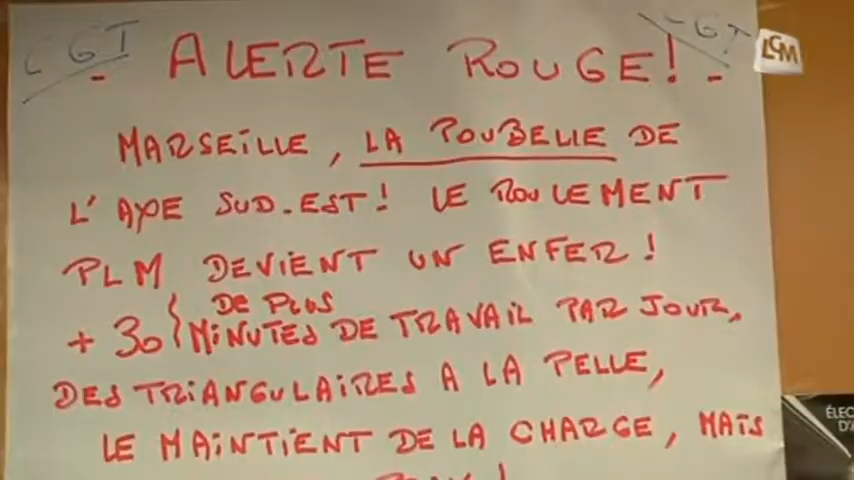 CGT
CGT
LCM
- ALERTE ROUGE! -
MARSEILLE, LA POUBELLE DE
L'AXE SUD-EST! LE ROULEMENT
PLM DEVIENT UN ENFER!
DE PLUS
+ 30 MINUTES DE TRAVAIL PAR JOUR,
DES TRIANGULAIRES A LA PELLE,
LE MAINTIENT DE LA CHARGE, MAIS
ÉLEC